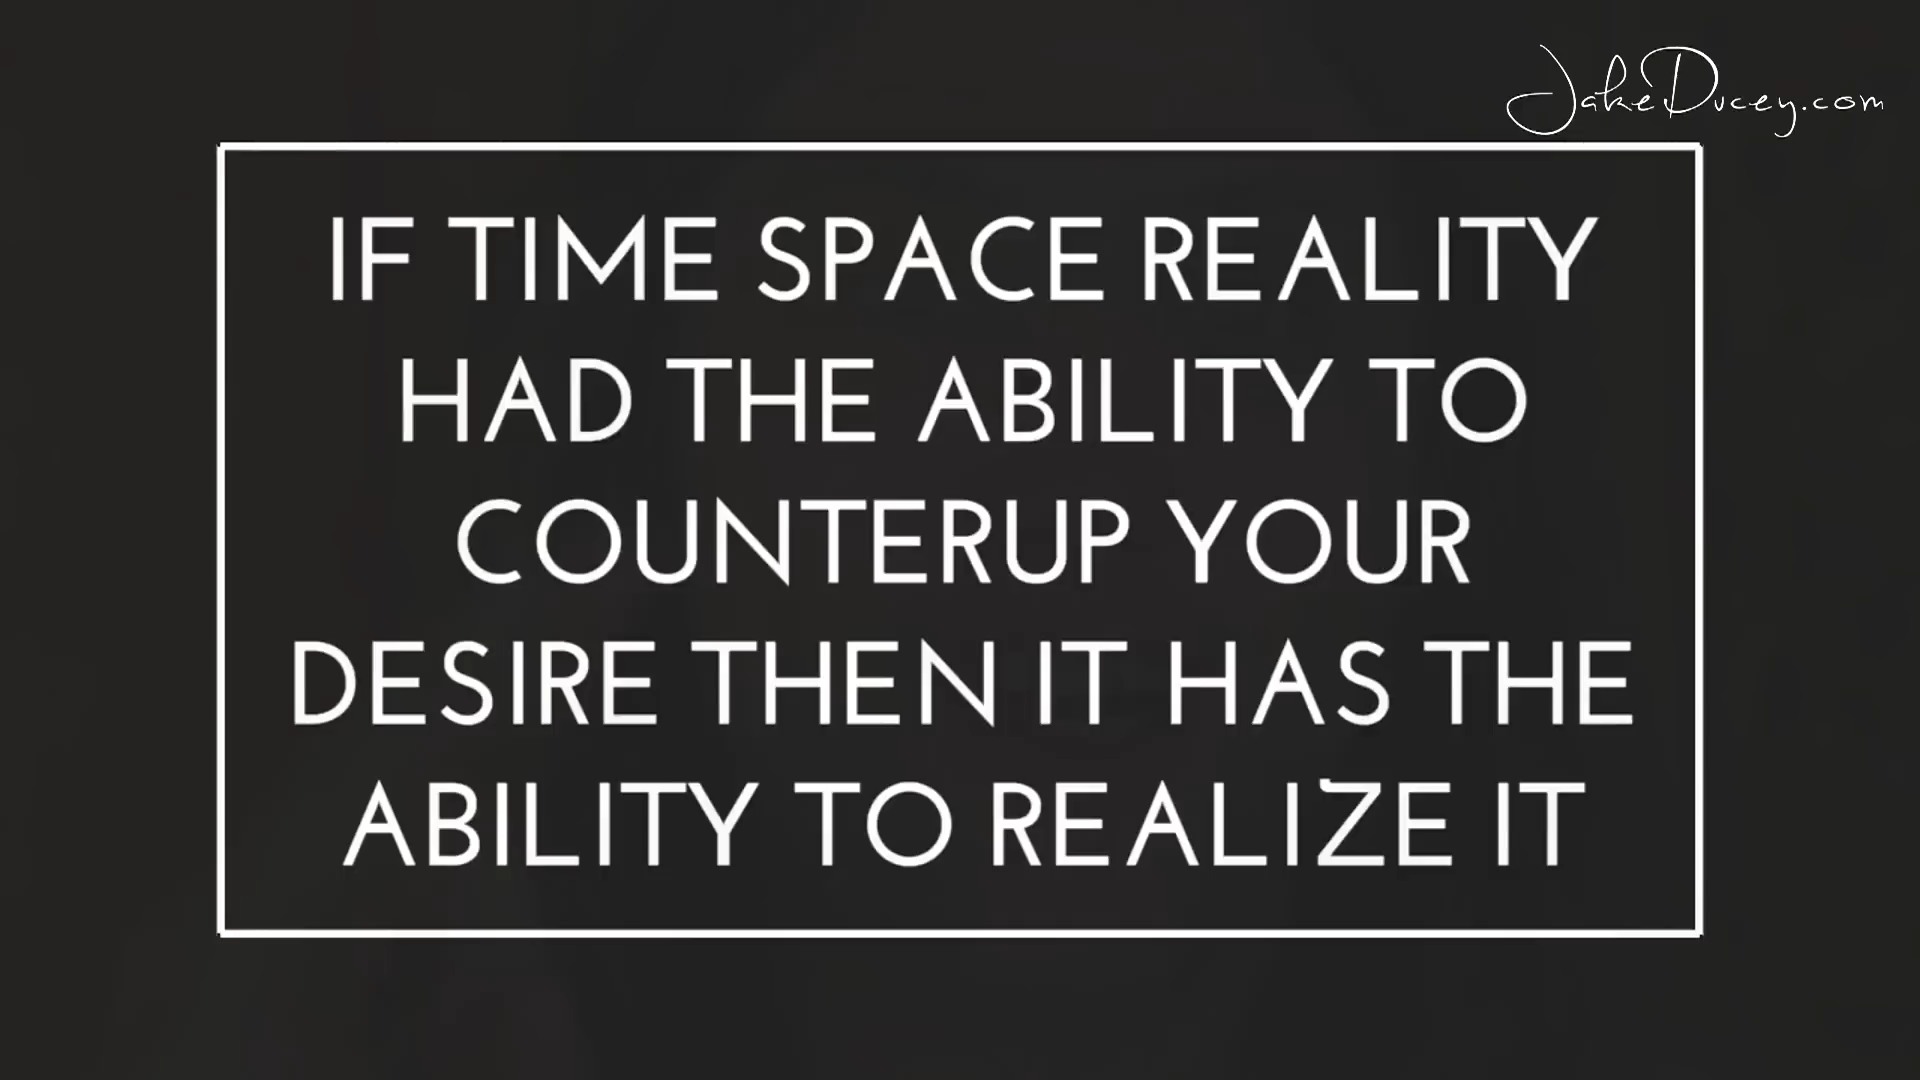 JakeDucey.com
IF TIME SPACE REALITY
HAD THE ABILITY TO
COUNTERUP YOUR
DESIRE THEN IT HAS THE
ABILITY TO REALIZE IT